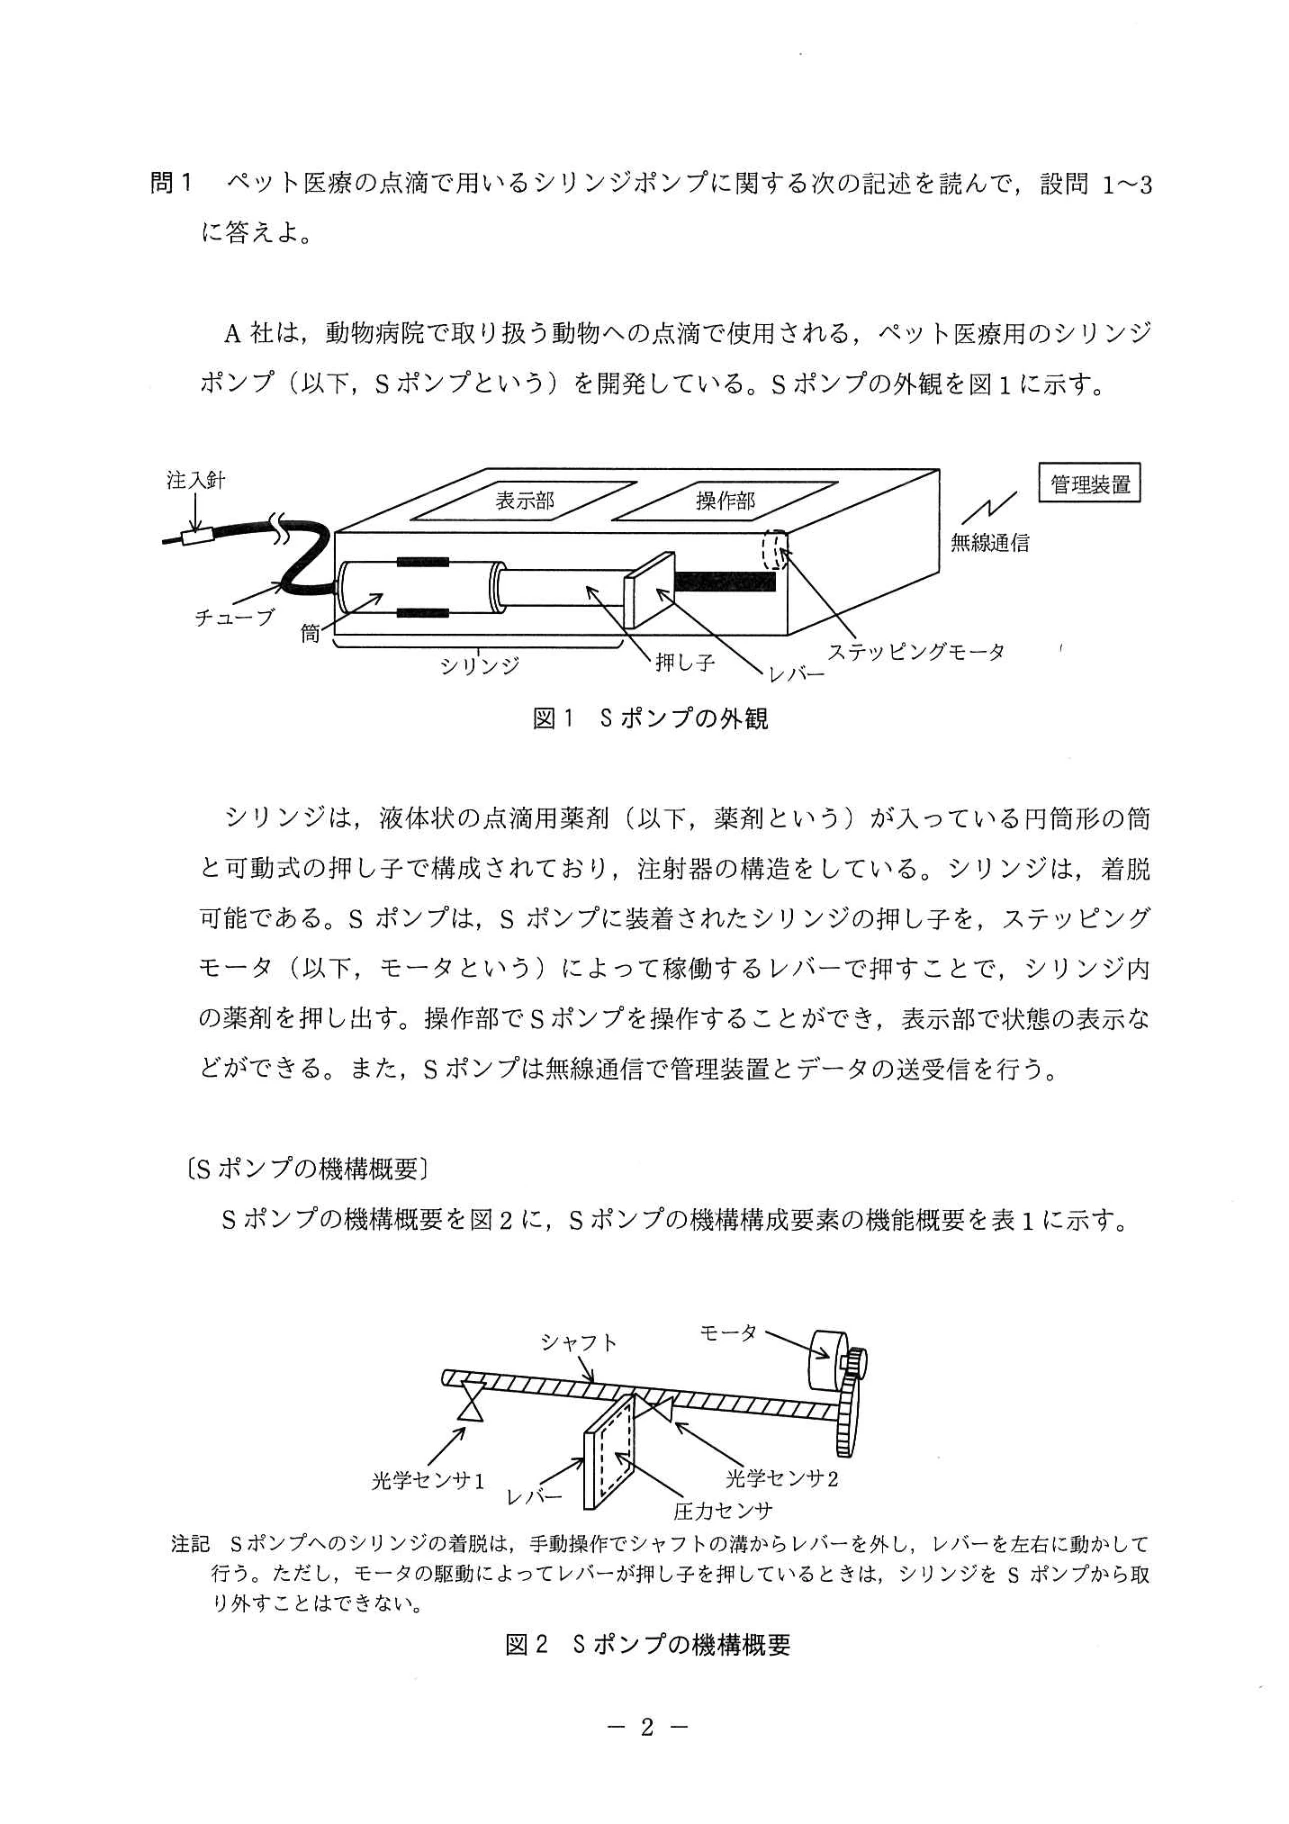 問1　ペット医療の点滴で用いるシリンジポンプに関する次の記述を読んで，設問 1～3
に答えよ。
A 社は，動物病院で取り扱う動物への点滴で使用される，ペット医療用のシリンジ
ポンプ（以下，S ポンプという）を開発している。S ポンプの外観を図 1 に示す。
注入針
表示部
操作部
管理装置
無線通信
チューブ
筒
シリンジ
押し子
レバー
ステッピングモータ
図 1　S ポンプの外観
シリンジは，液体状の点滴用薬剤（以下，薬剤という）が入っている円筒形の筒
と可動式の押し子で構成されており，注射器の構造をしている。シリンジは，着脱
可能である。S ポンプは，S ポンプに装着されたシリンジの押し子を，ステッピング
モータ（以下，モータという）によって稼働するレバーで押すことで，シリンジ内
の薬剤を押し出す。操作部で S ポンプを操作することができ，表示部で状態の表示な
どができる。また，S ポンプは無線通信で管理装置とデータの送受信を行う。
〔S ポンプの機構概要〕
S ポンプの機構概要を図 2 に，S ポンプの機構構成要素の機能概要を表 1 に示す。
シャフト
モータ
光学センサ1
レバー
光学センサ2
圧力センサ
注記　S ポンプへのシリンジの着脱は，手動操作でシャフトの溝からレバーを外し，レバーを左右に動かして
行う。ただし，モータの駆動によってレバーが押し子を押しているときは，シリンジを S ポンプから取
り外すことはできない。
図 2　S ポンプの機構概要
－ 2 －